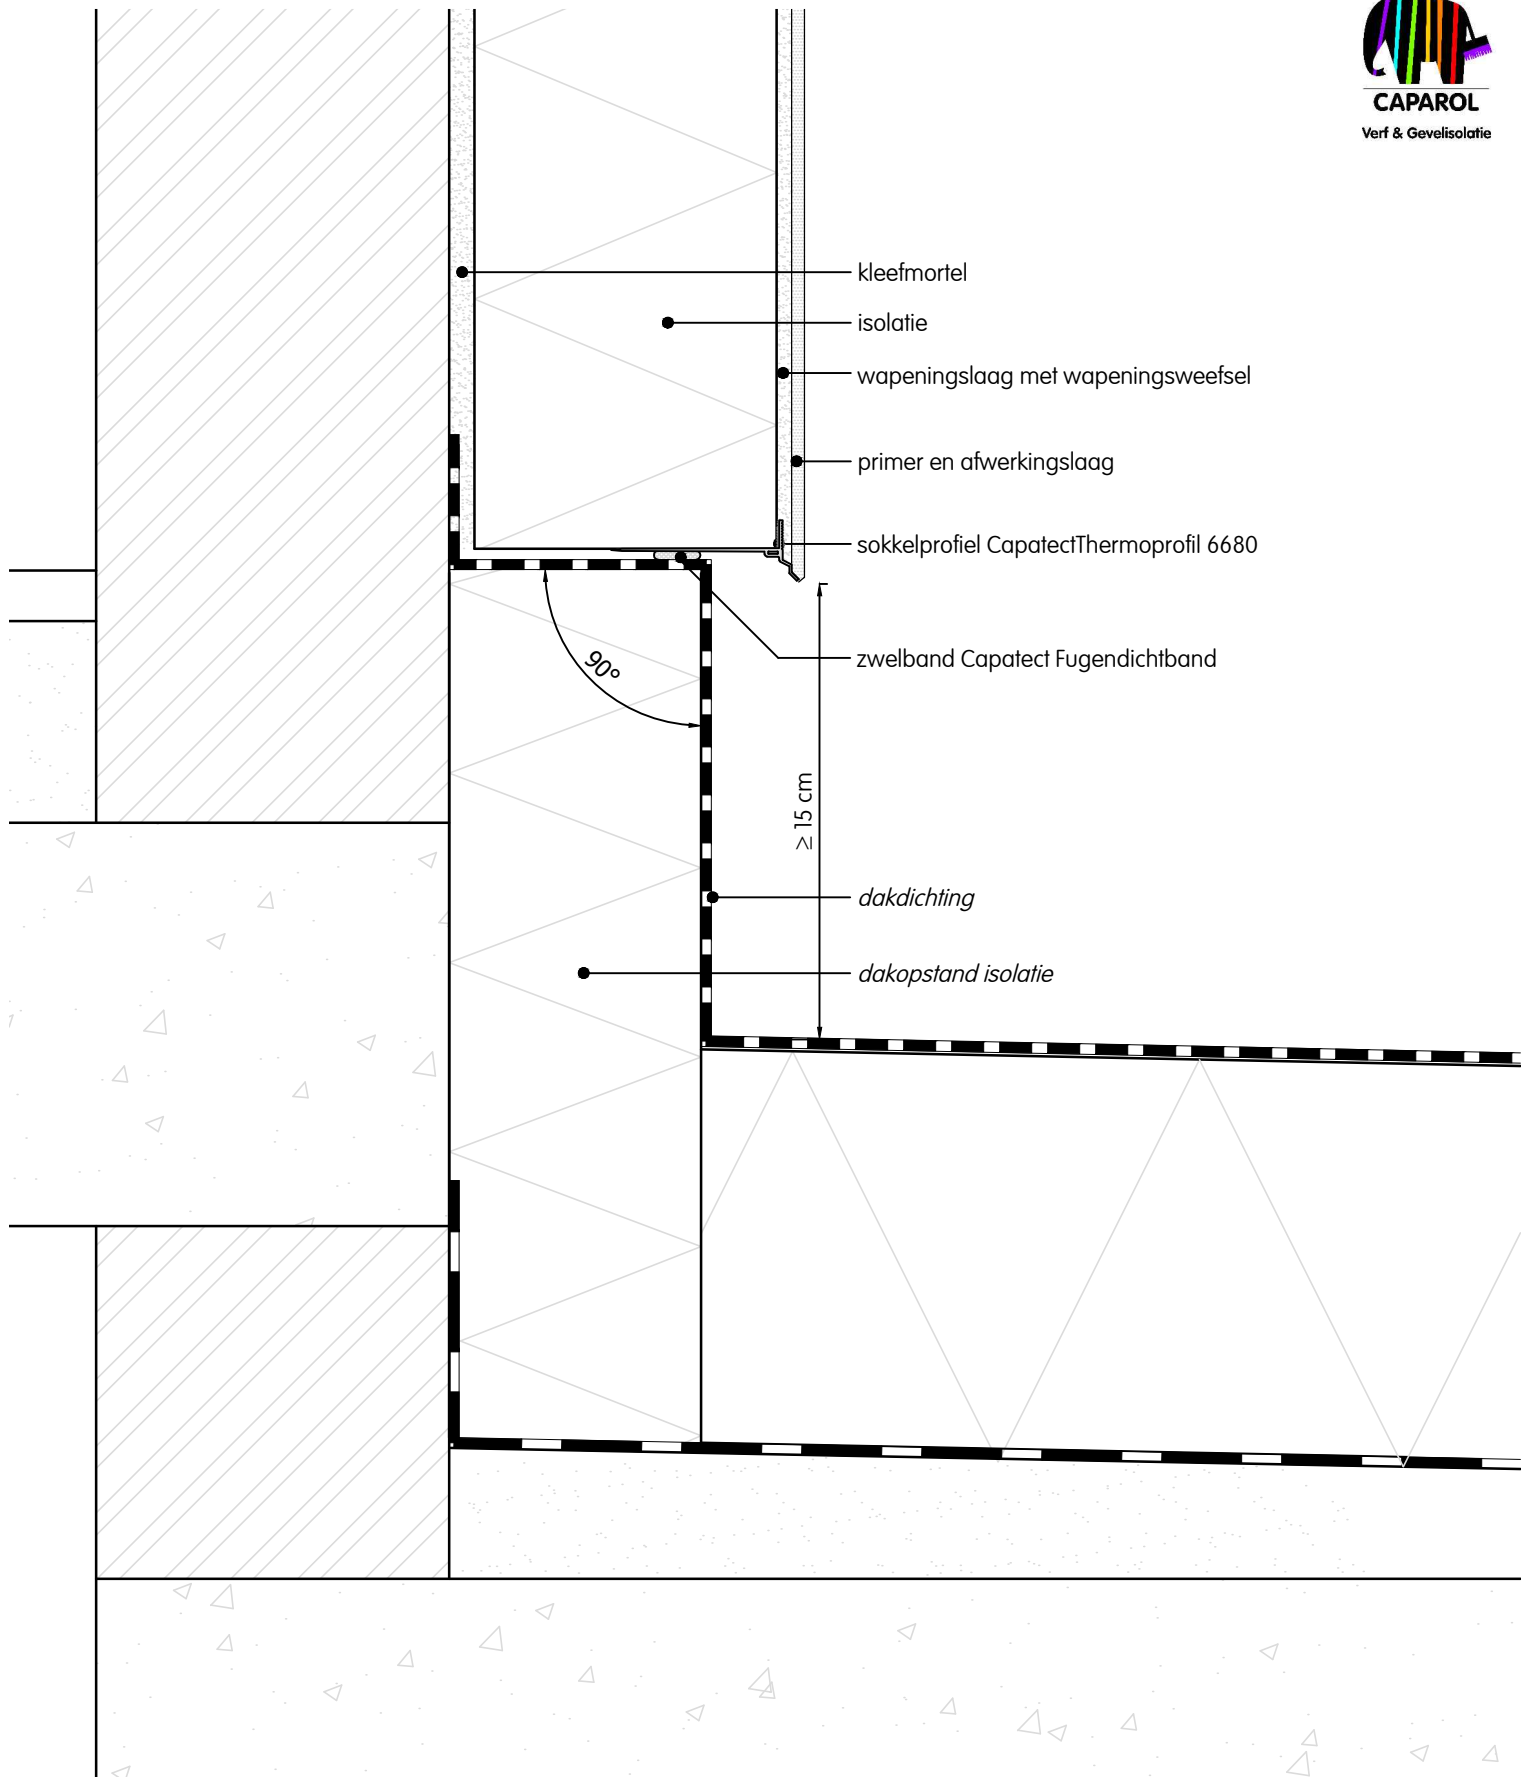 CAPAROL
Verf & Gevelisolatie
kleefmortel
isolatie
wapeningslaag met wapeningsweefsel
primer en afwerkingslaag
sokkelprofiel CapatectThermoprofil 6680
90°
zwelband Capatect Fugendichtband
≥ 15 cm
dakdichting
dakopstand isolatie